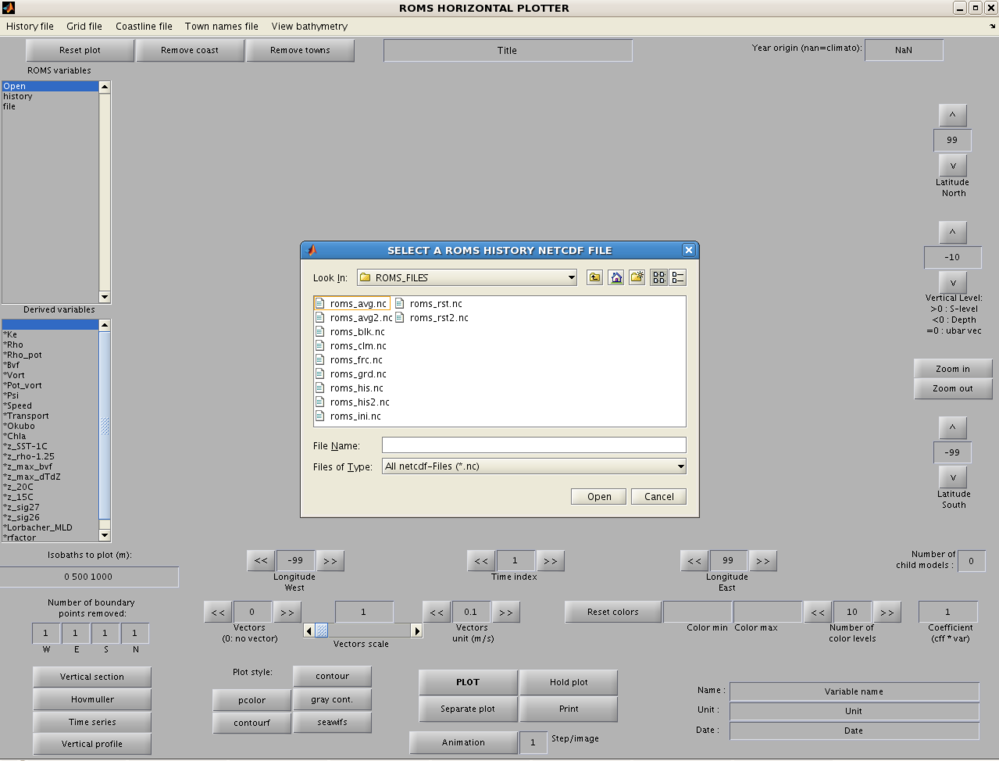 ROMS HORIZONTAL PLOTTER
History file Grid file Coastline file Town names file View bathymetry
Reset plot Remove coast Remove towns Title Year origin (nan=climato): NaN
ROMS variables
Open
history
file
^
99
v
Latitude
North
^
-10
v
Vertical Level:
>0 : S-level
<0 : Depth
=0 : ubar vec
Zoom in
Zoom out
^
-99
v
Latitude
South
SELECT A ROMS HISTORY NETCDF FILE
Look In: ROMS_FILES
roms_avg.nc roms_rst.nc
roms_avg2.nc roms_rst2.nc
roms_blk.nc
roms_clm.nc
roms_frc.nc
roms_grd.nc
roms_his.nc
roms_his2.nc
roms_ini.nc
File Name:
Files of Type: All netcdf-Files (*.nc)
Open Cancel
Derived variables
*Ke
*Rho
*Rho_pot
*Bvf
*Vort
*Pot_vort
*Psi
*Speed
*Transport
*Okubo
*Chla
*z_SST-1C
*z_rho-1.25
*z_max_bvf
*z_max_dTdZ
*z_20C
*z_15C
*z_sig27
*z_sig26
*Lorbacher_MLD
*rfactor
Isobaths to plot (m):
0 500 1000
<< -99 >>
Longitude
West
<< 1 >>
Time index
<< 99 >>
Longitude
East
Number of
child models : 0
Number of boundary
points removed:
1 1 1 1
W E S N
<< 0 >>
Vectors
(0: no vector)
1
Vectors scale
<< 0.1 >>
Vectors
unit (m/s)
Reset colors
Color min Color max
<< 10 >>
Number of
color levels
1
Coefficient
(cff * var)
Vertical section
Hovmuller
Time series
Vertical profile
Plot style: contour
pcolor gray cont.
contourf seawifs
PLOT Hold plot
Separate plot Print
Animation 1 Step/image
Name : Variable name
Unit : Unit
Date : Date